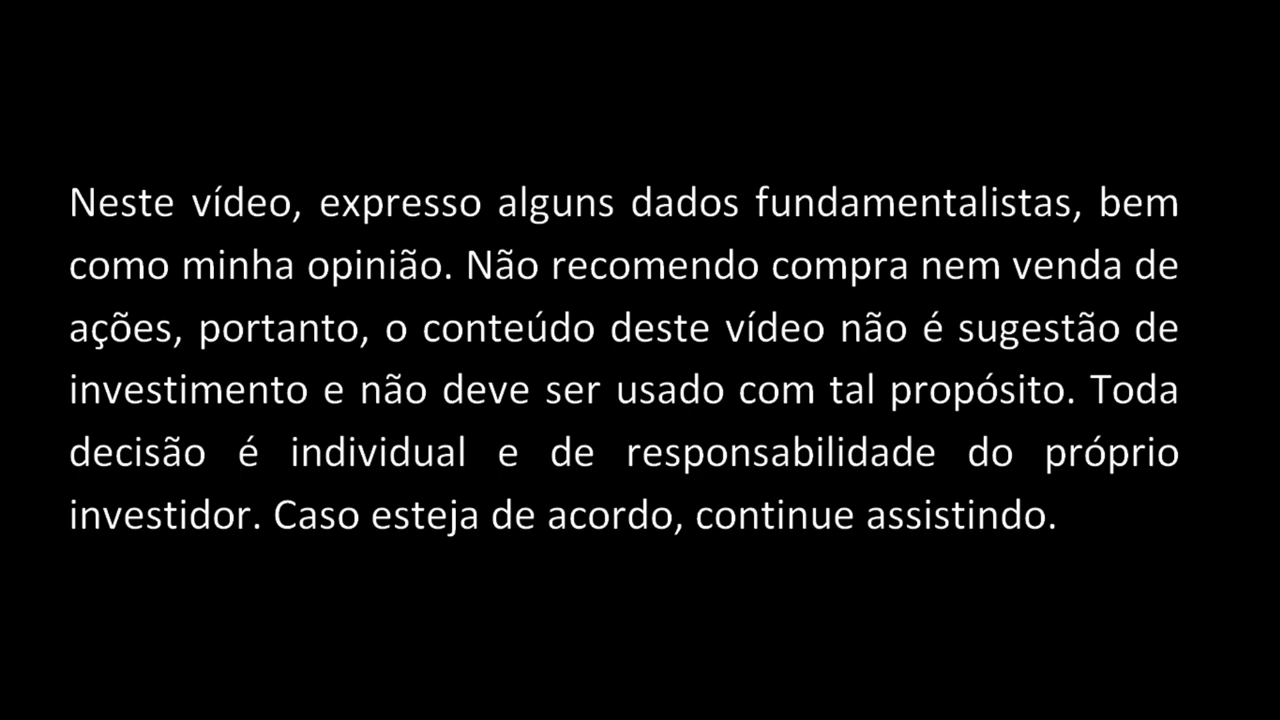 Neste vídeo, expresso alguns dados fundamentalistas, bem
como minha opinião. Não recomendo compra nem venda de
ações, portanto, o conteúdo deste vídeo não é sugestão de
investimento e não deve ser usado com tal propósito. Toda
decisão é individual e de responsabilidade do próprio
investidor. Caso esteja de acordo, continue assistindo.